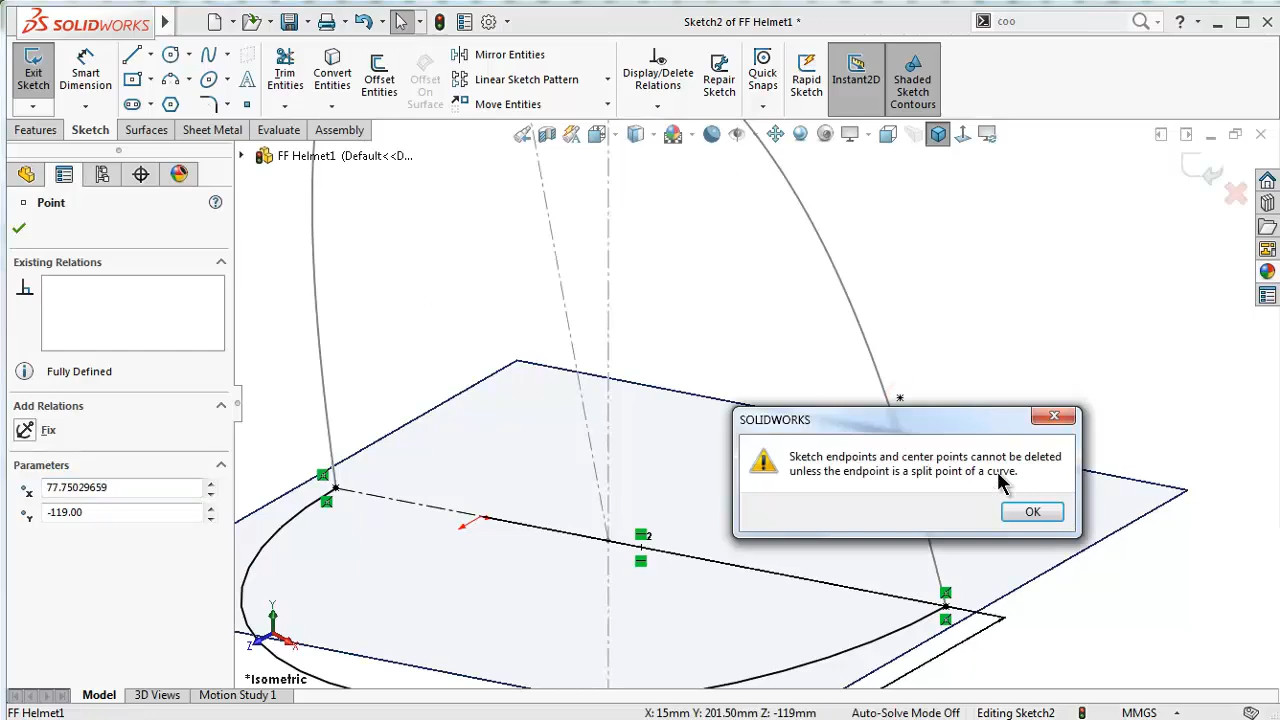 SOLIDWORKS
Sketch2 of FF Helmet1 *
coo
?
Exit
Sketch
Smart
Dimension
A
Trim
Entities
Convert
Entities
Offset
Entities
Offset
On
Surface
Mirror Entities
Linear Sketch Pattern
Move Entities
Display/Delete
Relations
Repair
Sketch
Quick
Snaps
Rapid
Sketch
Instant2D
Shaded
Sketch
Contours
Features
Sketch
Surfaces
Sheet Metal
Evaluate
Assembly
FF Helmet1 (Default<<D...
Point
?
Existing Relations
Fully Defined
Add Relations
Fix
Parameters
x
77.75029659
Y
-119.00
SOLIDWORKS
Sketch endpoints and center points cannot be deleted
unless the endpoint is a split point of a curve.
OK
2
Y
Z
X
*Isometric
Model
3D Views
Motion Study 1
FF Helmet1
X: 15mm Y: 201.50mm Z: -119mm
Auto-Solve Mode Off
Editing Sketch2
MMGS